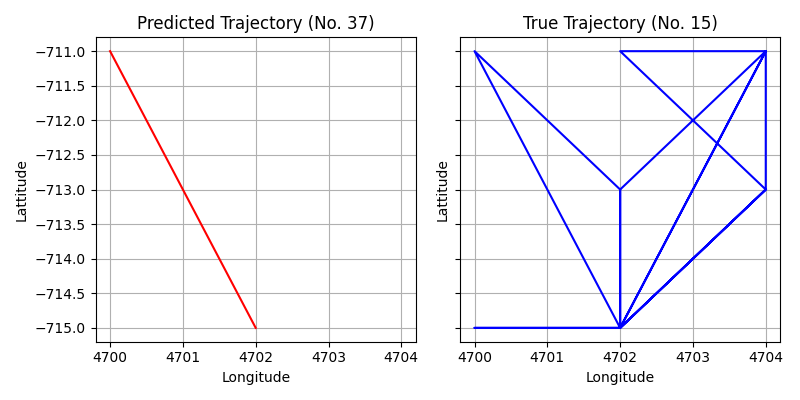 Predicted Trajectory (No. 37)
True Trajectory (No. 15)
−711.0
−711.5
−712.0
−712.5
−713.0
−713.5
−714.0
−714.5
−715.0
Lattitude
Lattitude
4700 4701 4702 4703 4704
4700 4701 4702 4703 4704
Longitude
Longitude